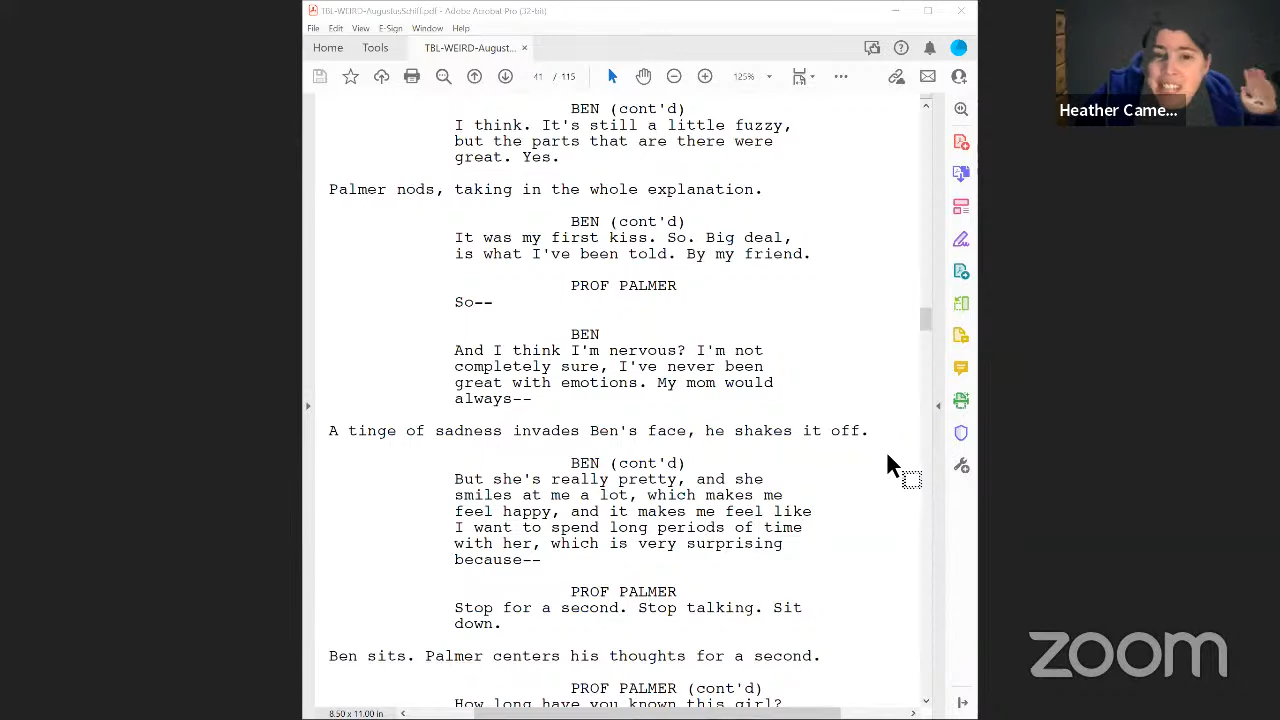 TBL-WEIRD-AugustusSchiff.pdf - Adobe Acrobat Pro (32-bit)
File Edit View E-Sign Window Help
Home Tools TBL-WEIRD-August... ×
41 / 115 125%
BEN (cont'd)
I think. It's still a little fuzzy,
but the parts that are there were
great. Yes.
Palmer nods, taking in the whole explanation.
BEN (cont'd)
It was my first kiss. So. Big deal,
is what I've been told. By my friend.
PROF PALMER
So--
BEN
And I think I'm nervous? I'm not
completely sure, I've never been
great with emotions. My mom would
always--
A tinge of sadness invades Ben's face, he shakes it off.
BEN (cont'd)
But she's really pretty, and she
smiles at me a lot, which makes me
feel happy, and it makes me feel like
I want to spend long periods of time
with her, which is very surprising
because--
PROF PALMER
Stop for a second. Stop talking. Sit
down.
Ben sits. Palmer centers his thoughts for a second.
PROF PALMER (cont'd)
How long have you known this girl?
8.50 x 11.00 in
Heather Came...
zoom